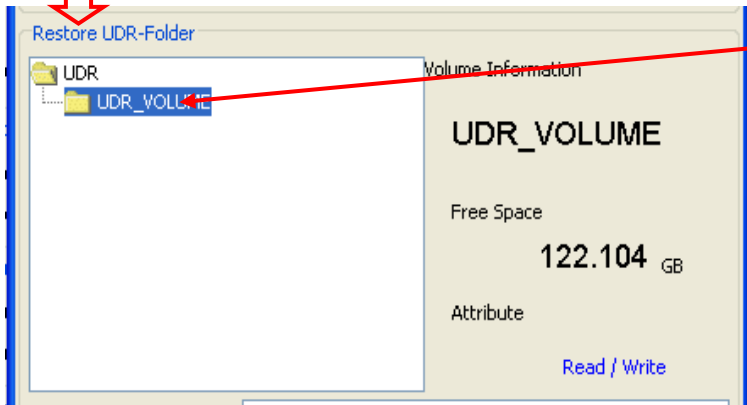 Restore UDR-Folder
UDR
UDR_VOLUME
Volume Information
UDR_VOLUME
Free Space
122.104 GB
Attribute
Read / Write